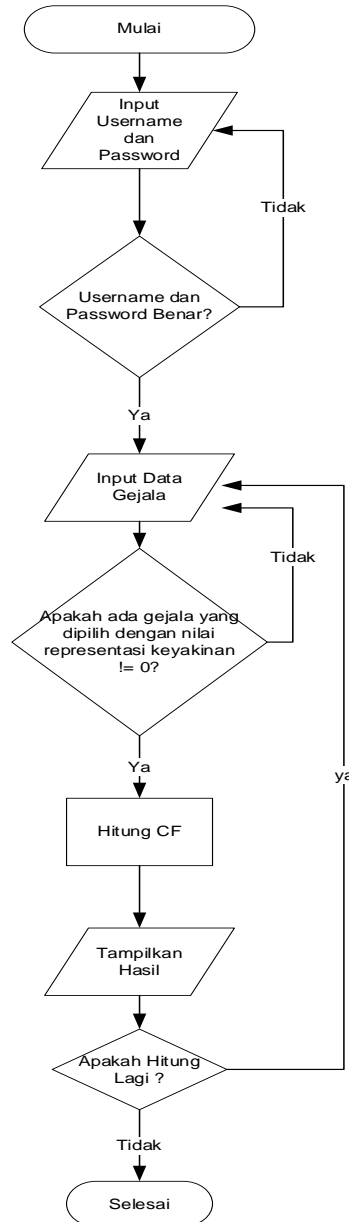 Mulai
Input
Username
dan
Password
Tidak
Username dan
Password Benar?
Ya
Input Data
Gejala
Tidak
Apakah ada gejala yang
dipilih dengan nilai
representasi keyakinan
!= 0?
Ya
ya
Hitung CF
Tampilkan
Hasil
Apakah Hitung
Lagi ?
Tidak
Selesai